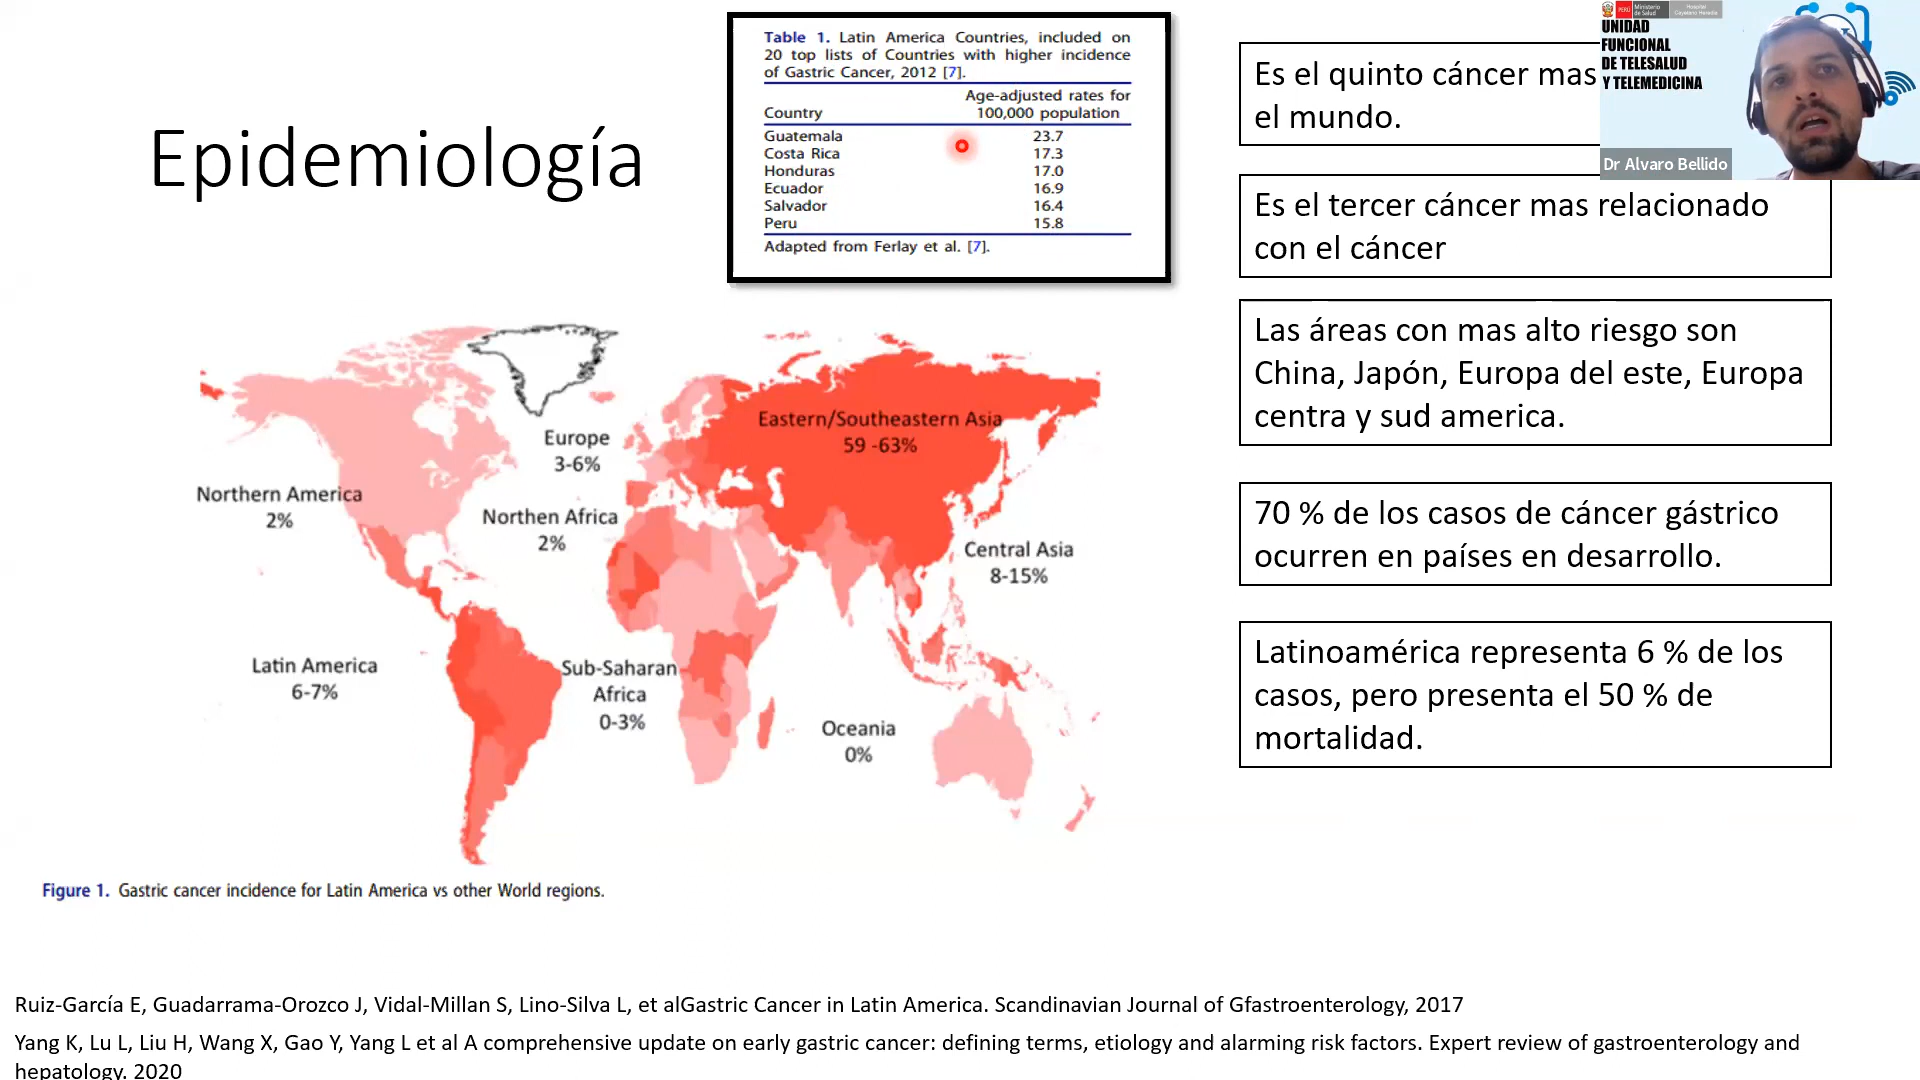 Epidemiología
Table 1. Latin America Countries, included on
20 top lists of Countries with higher incidence
of Gastric Cancer, 2012 [7].
Age-adjusted rates for
Country 100,000 population
Guatemala 23.7
Costa Rica 17.3
Honduras 17.0
Ecuador 16.9
Salvador 16.4
Peru 15.8
Adapted from Ferlay et al. [7].
Es el quinto cáncer mas
el mundo.
PERÚ Ministerio de Salud Hospital Cayetano Heredia
UNIDAD
FUNCIONAL
DE TELESALUD
Y TELEMEDICINA
Dr Alvaro Bellido
Es el tercer cáncer mas relacionado
con el cáncer
Las áreas con mas alto riesgo son
China, Japón, Europa del este, Europa
centra y sud america.
70 % de los casos de cáncer gástrico
ocurren en países en desarrollo.
Latinoamérica representa 6 % de los
casos, pero presenta el 50 % de
mortalidad.
Eastern/Southeastern Asia
59 -63%
Europe
3-6%
Northern America
2%
Northen Africa
2%
Central Asia
8-15%
Latin America
6-7%
Sub-Saharan
Africa
0-3%
Oceania
0%
Figure 1. Gastric cancer incidence for Latin America vs other World regions.
Ruiz-García E, Guadarrama-Orozco J, Vidal-Millan S, Lino-Silva L, et alGastric Cancer in Latin America. Scandinavian Journal of Gfastroenterology, 2017
Yang K, Lu L, Liu H, Wang X, Gao Y, Yang L et al A comprehensive update on early gastric cancer: defining terms, etiology and alarming risk factors. Expert review of gastroenterology and
hepatology. 2020